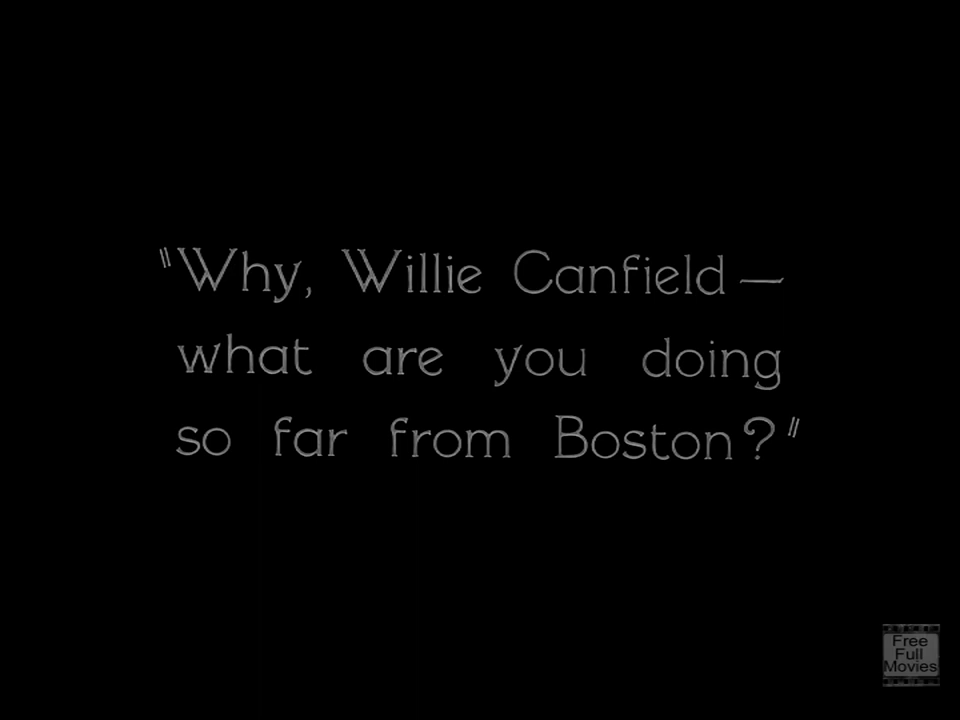 "Why, Willie Canfield —
what are you doing
so far from Boston?"
Free
Full
Movies